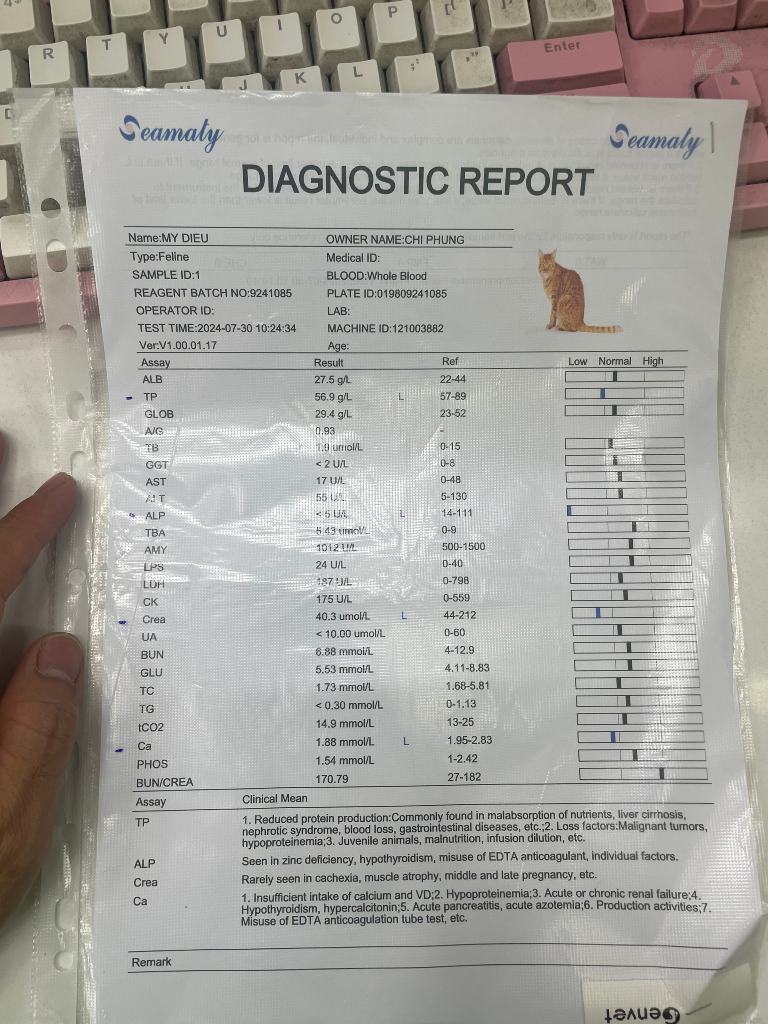 R T Y U I O P
Enter
J K L
Seamaty Seamaty
DIAGNOSTIC REPORT
Name:MY DIEU OWNER NAME:CHI PHUNG
Type:Feline Medical ID:
SAMPLE ID:1 BLOOD:Whole Blood
REAGENT BATCH NO:9241085 PLATE ID:019809241085
OPERATOR ID: LAB:
TEST TIME:2024-07-30 10:24:34 MACHINE ID:121003882
Ver:V1.00.01.17 Age:
Assay Result Ref Low Normal High
ALB 27.5 g/L 22-44
TP 56.9 g/L L 57-89
GLOB 29.4 g/L 23-52
A/G 0.93 -
TB 1.9 umol/L 0-15
GGT < 2 U/L 0-8
AST 17 U/L 0-48
ALT 55 U/L 5-130
ALP < 5 U/L L 14-111
TBA 5.43 umol/L 0-9
AMY 1012 U/L 500-1500
LPS 24 U/L 0-40
LDH 187 U/L 0-798
CK 175 U/L 0-559
Crea 40.3 umol/L L 44-212
UA < 10.00 umol/L 0-60
BUN 6.88 mmol/L 4-12.9
GLU 5.53 mmol/L 4.11-8.83
TC 1.73 mmol/L 1.68-5.81
TG < 0.30 mmol/L 0-1.13
tCO2 14.9 mmol/L 13-25
Ca 1.88 mmol/L L 1.95-2.83
PHOS 1.54 mmol/L 1-2.42
BUN/CREA 170.79 27-182
Assay Clinical Mean
TP 1. Reduced protein production:Commonly found in malabsorption of nutrients, liver cirrhosis,
nephrotic syndrome, blood loss, gastrointestinal diseases, etc.;2. Loss factors:Malignant tumors,
hypoproteinemia;3. Juvenile animals, malnutrition, infusion dilution, etc.
ALP Seen in zinc deficiency, hypothyroidism, misuse of EDTA anticoagulant, individual factors.
Crea Rarely seen in cachexia, muscle atrophy, middle and late pregnancy, etc.
Ca 1. Insufficient intake of calcium and VD;2. Hypoproteinemia;3. Acute or chronic renal failure;4.
Hypothyroidism, hypercalcitonin;5. Acute pancreatitis, acute azotemia;6. Production activities;7.
Misuse of EDTA anticoagulation tube test, etc.
Remark
Genvet